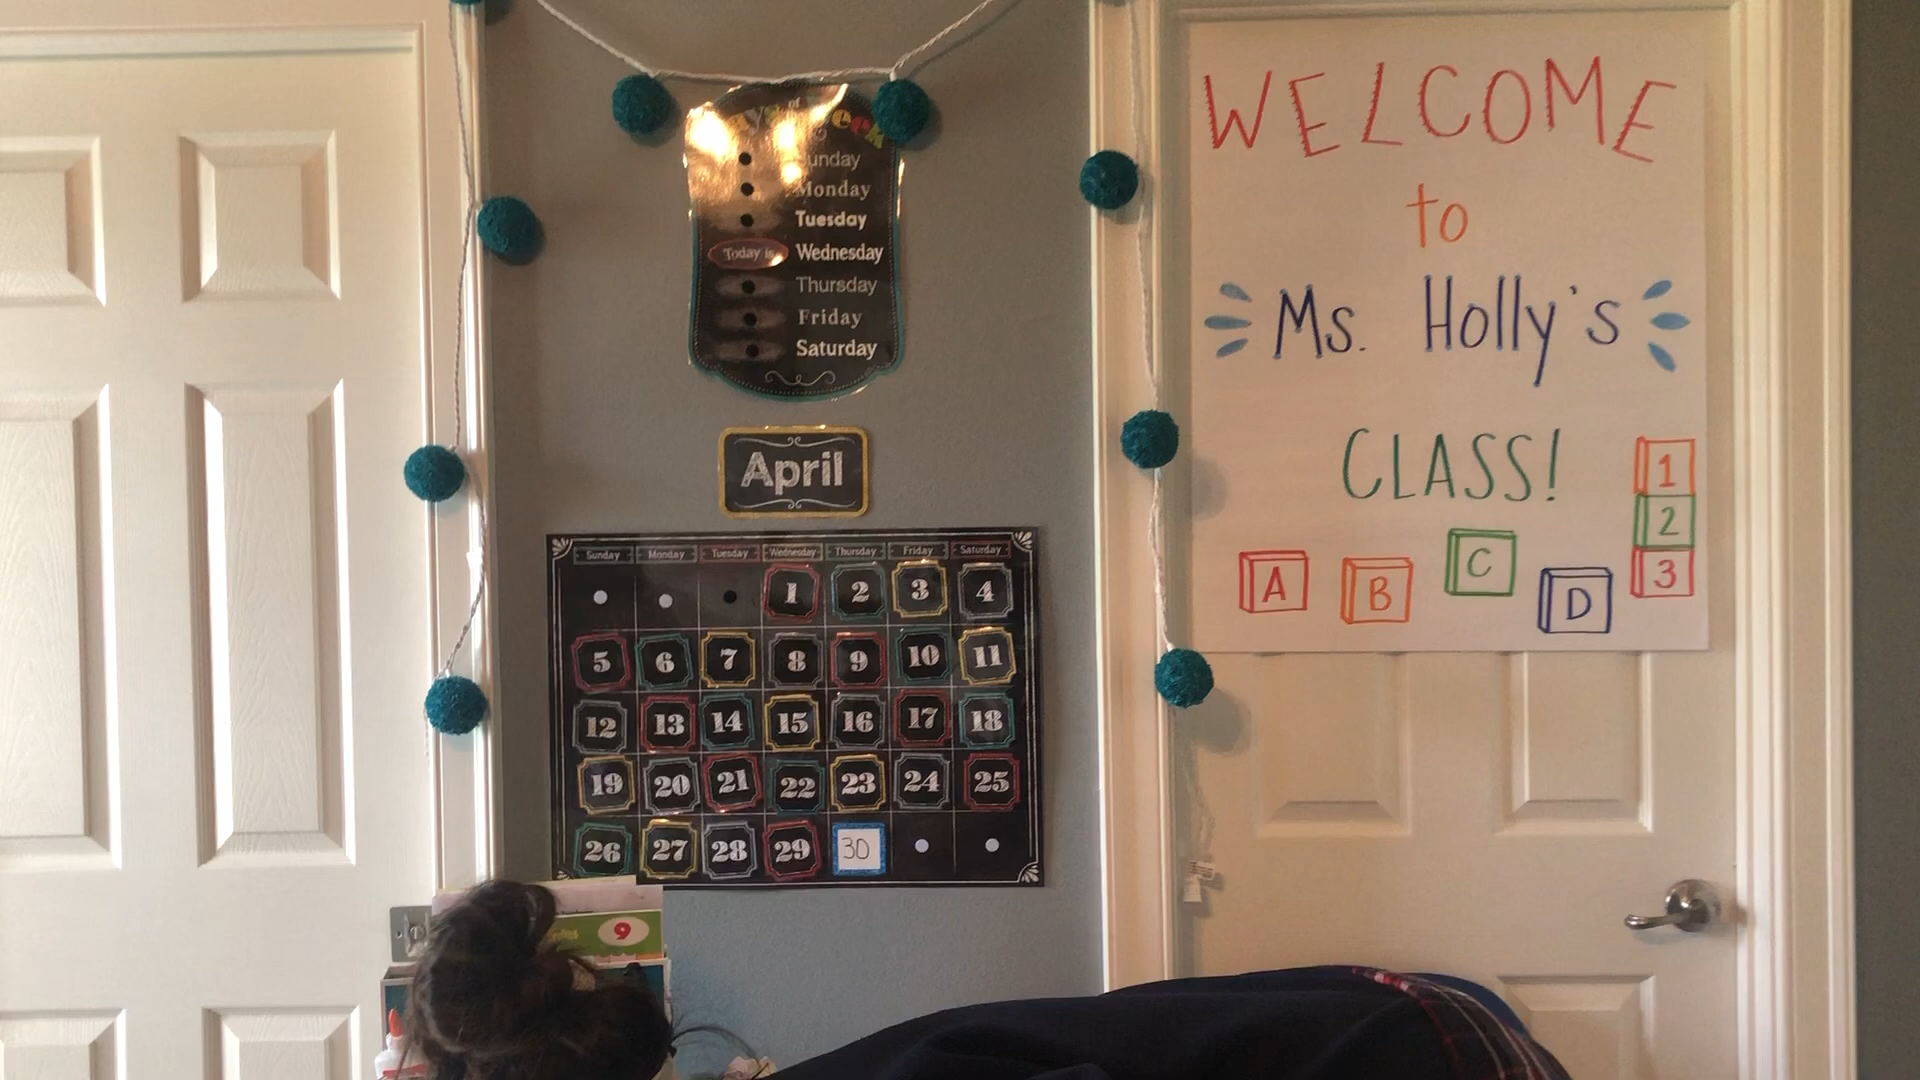 of
Sunday
Monday
Tuesday
Today is Wednesday
Thursday
Friday
Saturday
April
Sunday Monday Tuesday Wednesday Thursday Friday Saturday
1 2 3 4
5 6 7 8 9 10 11
12 13 14 15 16 17 18
19 20 21 22 23 24 25
26 27 28 29 30
9
WELCOME
to
Ms. Holly's
CLASS!
1
2
3
A B C D